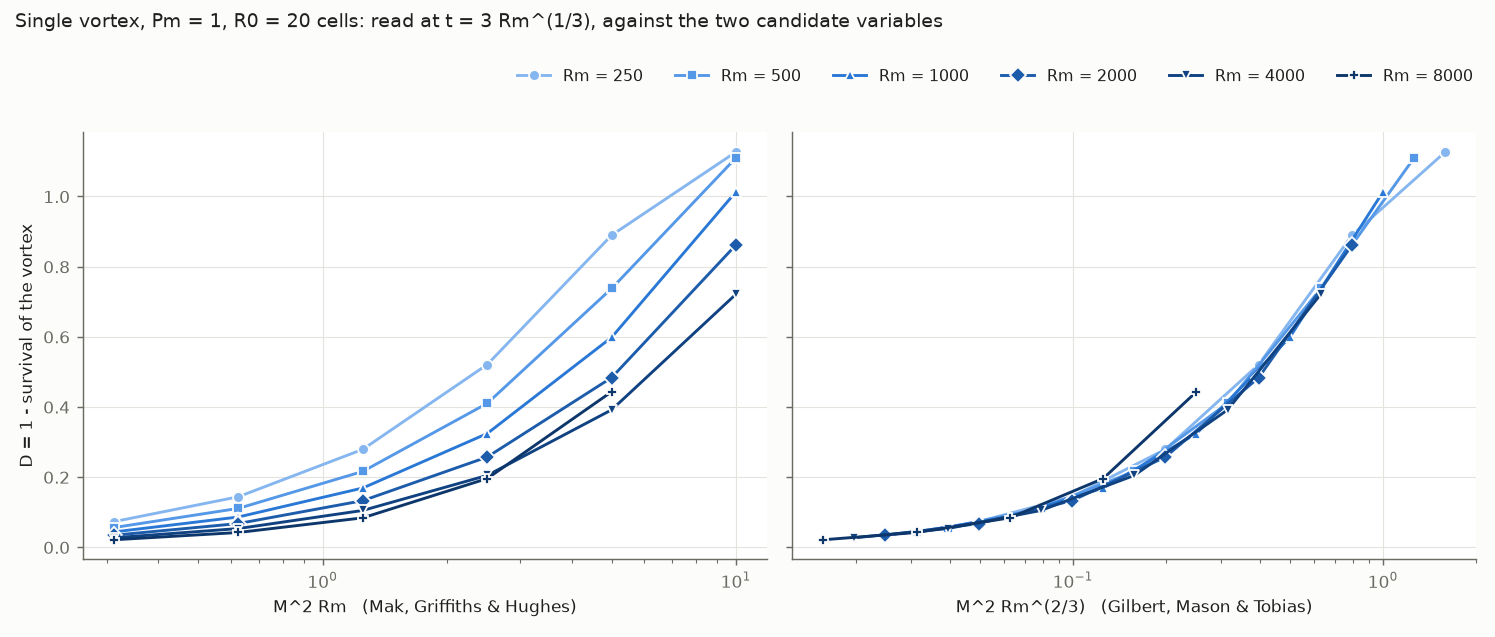 Single vortex, Pm = 1, R0 = 20 cells: read at t = 3 Rm^(1/3), against the two candidate variables
Rm = 250
Rm = 500
Rm = 1000
Rm = 2000
Rm = 4000
Rm = 8000
D = 1 - survival of the vortex
1.0
0.8
0.6
0.4
0.2
0.0
10^0
10^1
M^2 Rm   (Mak, Griffiths & Hughes)
10^−1
10^0
M^2 Rm^(2/3)   (Gilbert, Mason & Tobias)